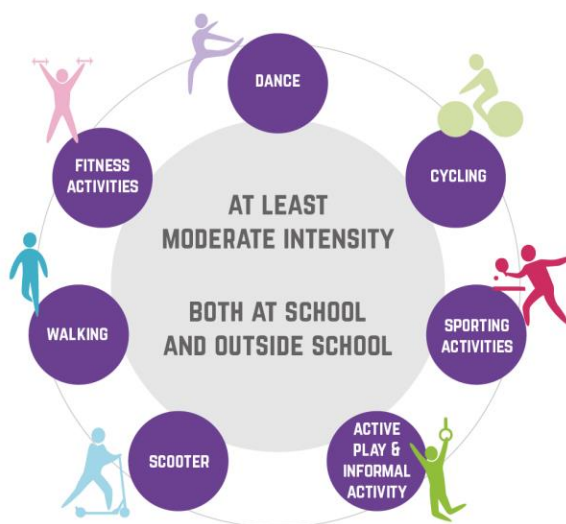 DANCE
CYCLING
SPORTING
ACTIVITIES
ACTIVE
PLAY &
INFORMAL
ACTIVITY
SCOOTER
WALKING
FITNESS
ACTIVITIES
AT LEAST
MODERATE INTENSITY
BOTH AT SCHOOL
AND OUTSIDE SCHOOL